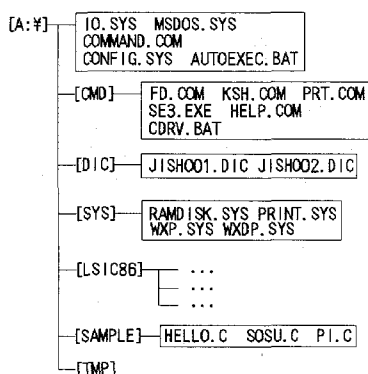 [A:¥]
IO.SYS MSDOS.SYS
COMMAND.COM
CONFIG.SYS AUTOEXEC.BAT
[CMD]
FD.COM KSH.COM PRT.COM
SE3.EXE HELP.COM
CDRV.BAT
[DIC]
JISHO01.DIC JISHO02.DIC
[SYS]
RAMDISK.SYS PRINT.SYS
WXP.SYS WXDP.SYS
[LSIC86]
...
...
...
[SAMPLE]
HELLO.C SOSU.C PI.C
[TMP]